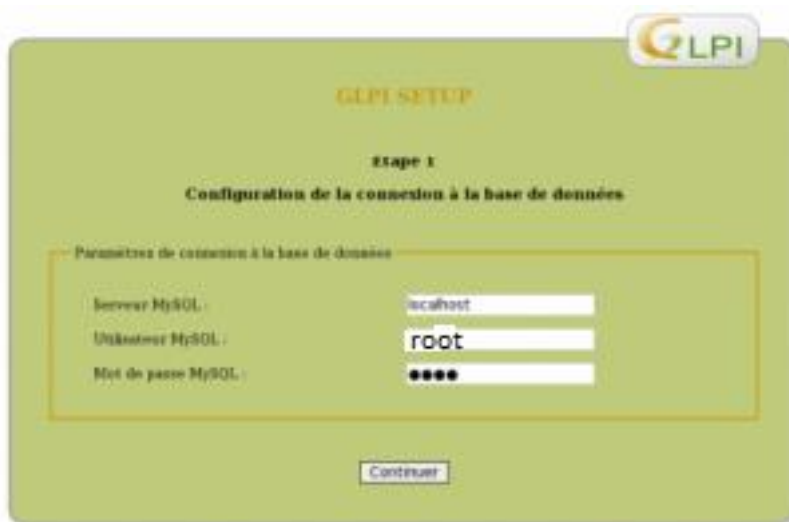 GLPI
GLPI SETUP
Etape 1
Configuration de la connexion à la base de données
Paramètres de connexion à la base de données
Serveur MySQL : localhost
Utilisateur MySQL : root
Mot de passe MySQL : ●●●●
Continuer